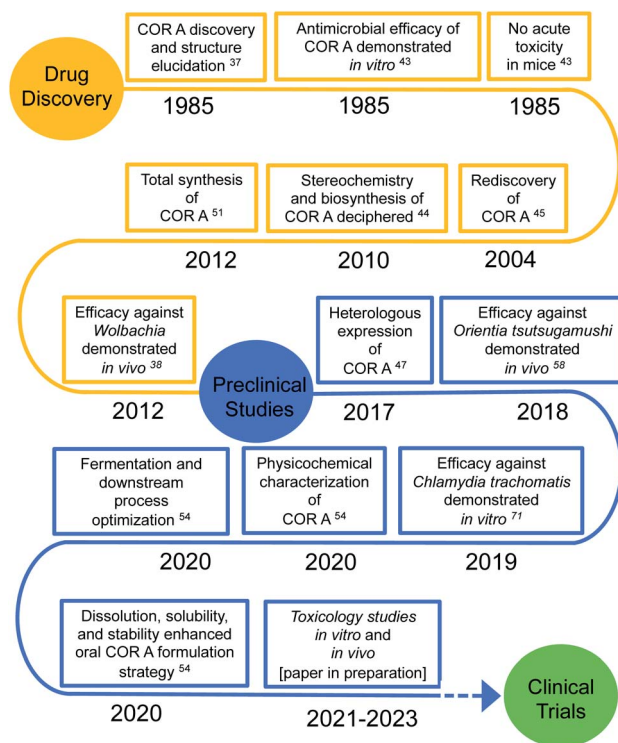 Drug
Discovery
COR A discovery
and structure
elucidation 37
1985
Antimicrobial efficacy of
COR A demonstrated
in vitro 43
1985
No acute
toxicity
in mice 43
1985
Total synthesis
of
COR A 51
2012
Stereochemistry
and biosynthesis of
COR A deciphered 44
2010
Rediscovery
of
COR A 45
2004
Efficacy against
Wolbachia
demonstrated
in vivo 38
2012
Preclinical
Studies
Heterologous
expression
of
COR A 47
2017
Efficacy against
Orientia tsutsugamushi
demonstrated
in vivo 58
2018
Fermentation and
downstream
process
optimization 54
2020
Physicochemical
characterization
of
COR A 54
2020
Efficacy against
Chlamydia trachomatis
demonstrated
in vitro 71
2019
Dissolution, solubility,
and stability enhanced
oral COR A formulation
strategy 54
2020
Toxicology studies
in vitro and
in vivo
[paper in preparation]
2021-2023
Clinical
Trials